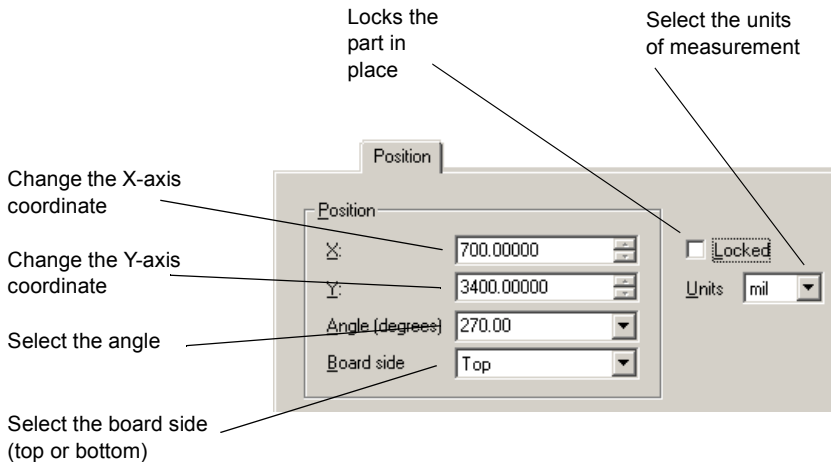 Locks the
part in
place
Select the units
of measurement
Position
Change the X-axis
coordinate
Position
X:
700.00000
Locked
Change the Y-axis
coordinate
Y:
3400.00000
Units
mil
Select the angle
Angle (degrees)
270.00
Board side
Top
Select the board side
(top or bottom)